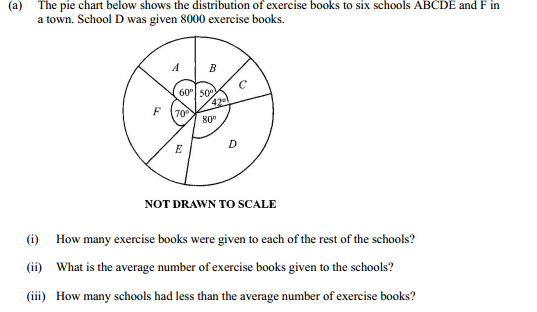 (a) The pie chart below shows the distribution of exercise books to six schools ABCDE and F in
a town. School D was given 8000 exercise books.
A
B
C
60° 50°
42°
F 70°
80°
E
D
NOT DRAWN TO SCALE
(i) How many exercise books were given to each of the rest of the schools?
(ii) What is the average number of exercise books given to the schools?
(iii) How many schools had less than the average number of exercise books?